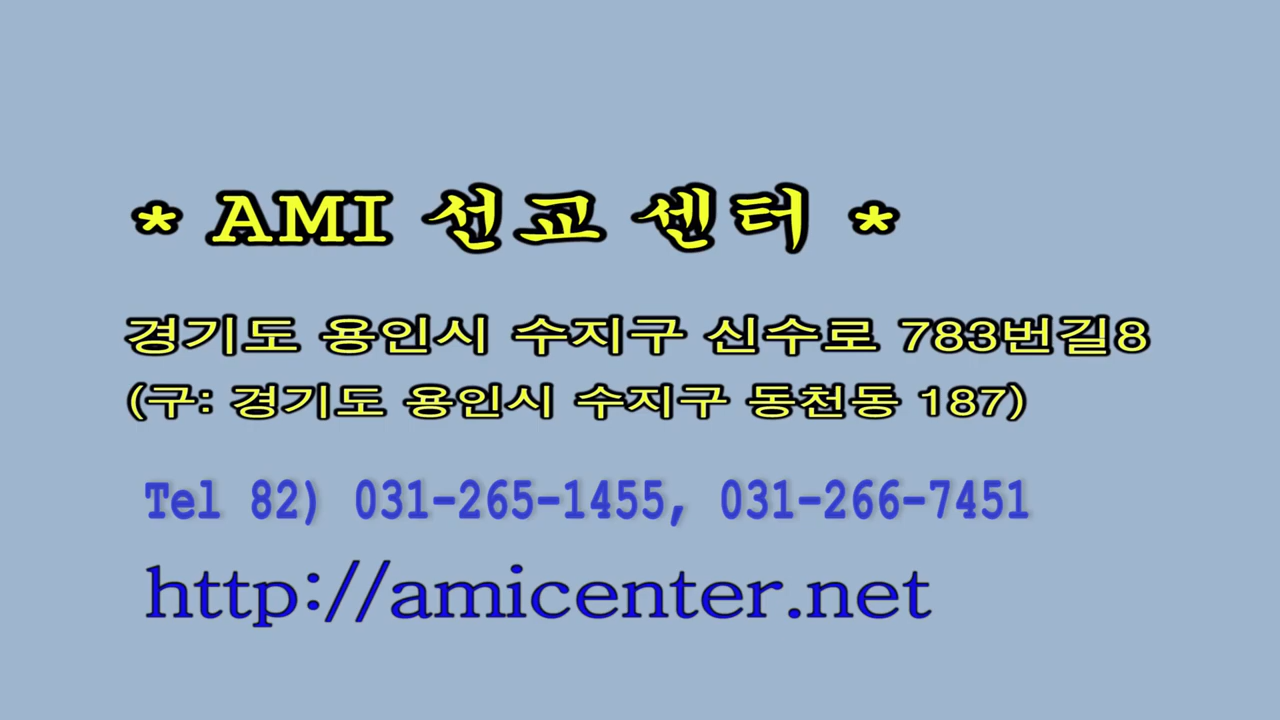 * AMI 선교 센터 *
경기도 용인시 수지구 신수로 783번길8
(구: 경기도 용인시 수지구 동천동 187)
Tel 82) 031-265-1455, 031-266-7451
http://amicenter.net